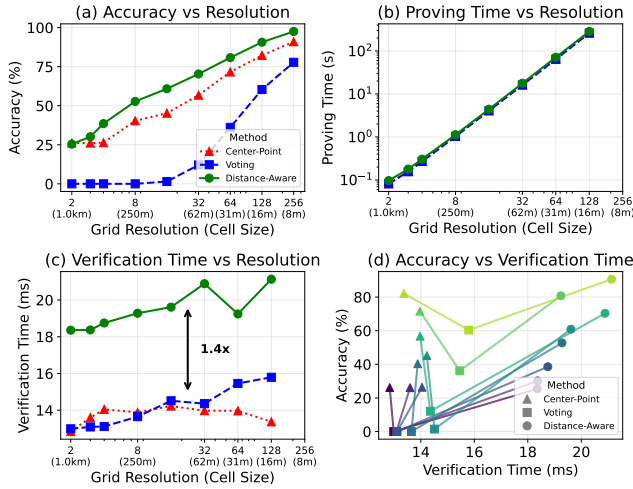 (a) Accuracy vs Resolution
Accuracy (%)
100
75
50
25
0
Method
Center-Point
Voting
Distance-Aware
2 8 32 64 128 256
(1.0km) (250m) (62m) (31m) (16m) (8m)
Grid Resolution (Cell Size)
(b) Proving Time vs Resolution
Proving Time (s)
10²
10¹
10⁰
10⁻¹
2 8 32 64 128 256
(1.0km) (250m) (62m) (31m) (16m) (8m)
Grid Resolution (Cell Size)
(c) Verification Time vs Resolution
Verification Time (ms)
20
18
16
14
1.4x
2 8 32 64 128 256
(1.0km) (250m) (62m) (31m) (16m) (8m)
Grid Resolution (Cell Size)
(d) Accuracy vs Verification Time
Accuracy (%)
80
60
40
20
0
Method
Center-Point
Voting
Distance-Aware
14 16 18 20
Verification Time (ms)